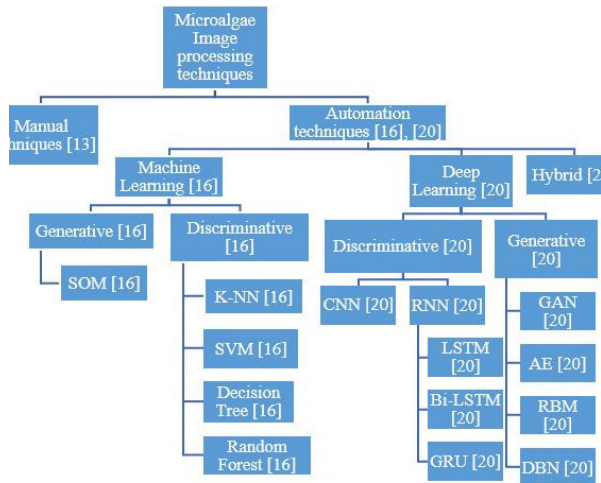 Microalgae
Image
processing
techniques
Manual
[13]
Automation
techniques [16], [20]
Machine
Learning [16]
Deep
Learning [20]
Hybrid
Generative [16]
Discriminative
[16]
Discriminative [20]
Generative
[20]
SOM [16]
K-NN [16]
SVM [16]
Decision
Tree [16]
Random
Forest [16]
CNN [20]
RNN [20]
LSTM
[20]
Bi-LSTM
[20]
GRU [20]
GAN
[20]
AE [20]
RBM
[20]
DBN [20]